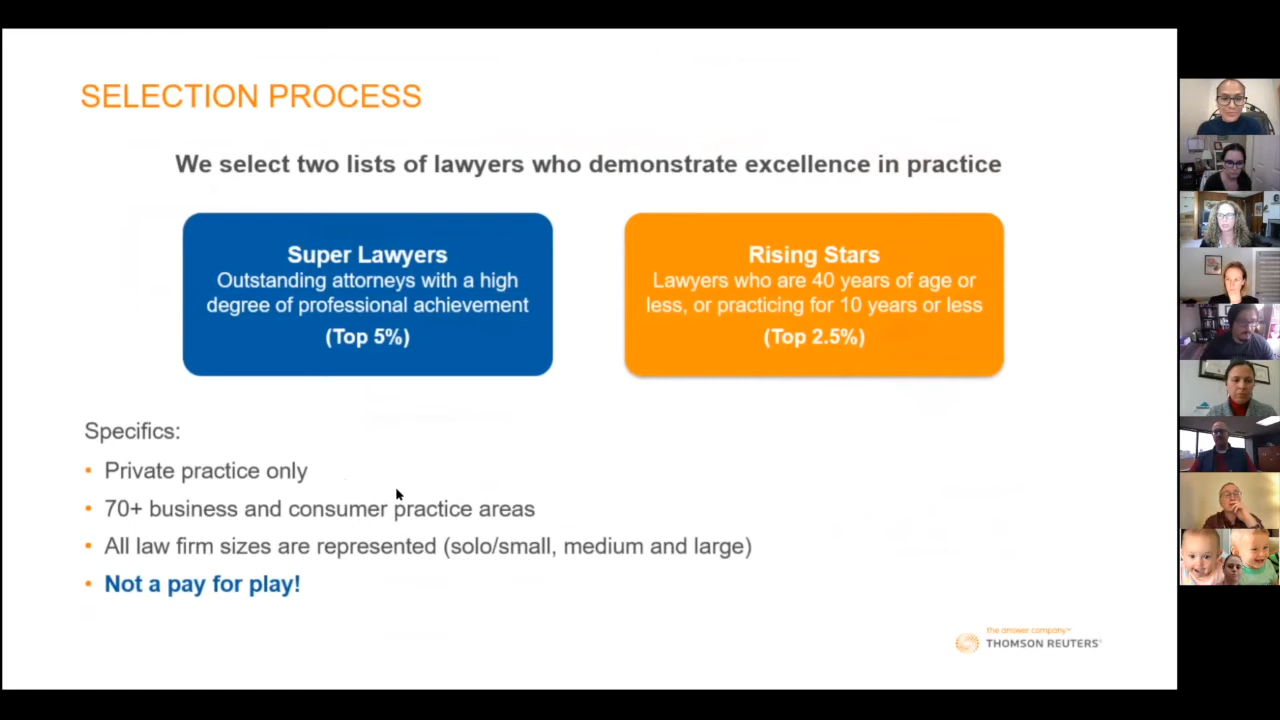 SELECTION PROCESS
We select two lists of lawyers who demonstrate excellence in practice
Super Lawyers
Outstanding attorneys with a high
degree of professional achievement
(Top 5%)
Rising Stars
Lawyers who are 40 years of age or
less, or practicing for 10 years or less
(Top 2.5%)
Specifics:
• Private practice only
• 70+ business and consumer practice areas
• All law firm sizes are represented (solo/small, medium and large)
• Not a pay for play!
the answer company™
THOMSON REUTERS®